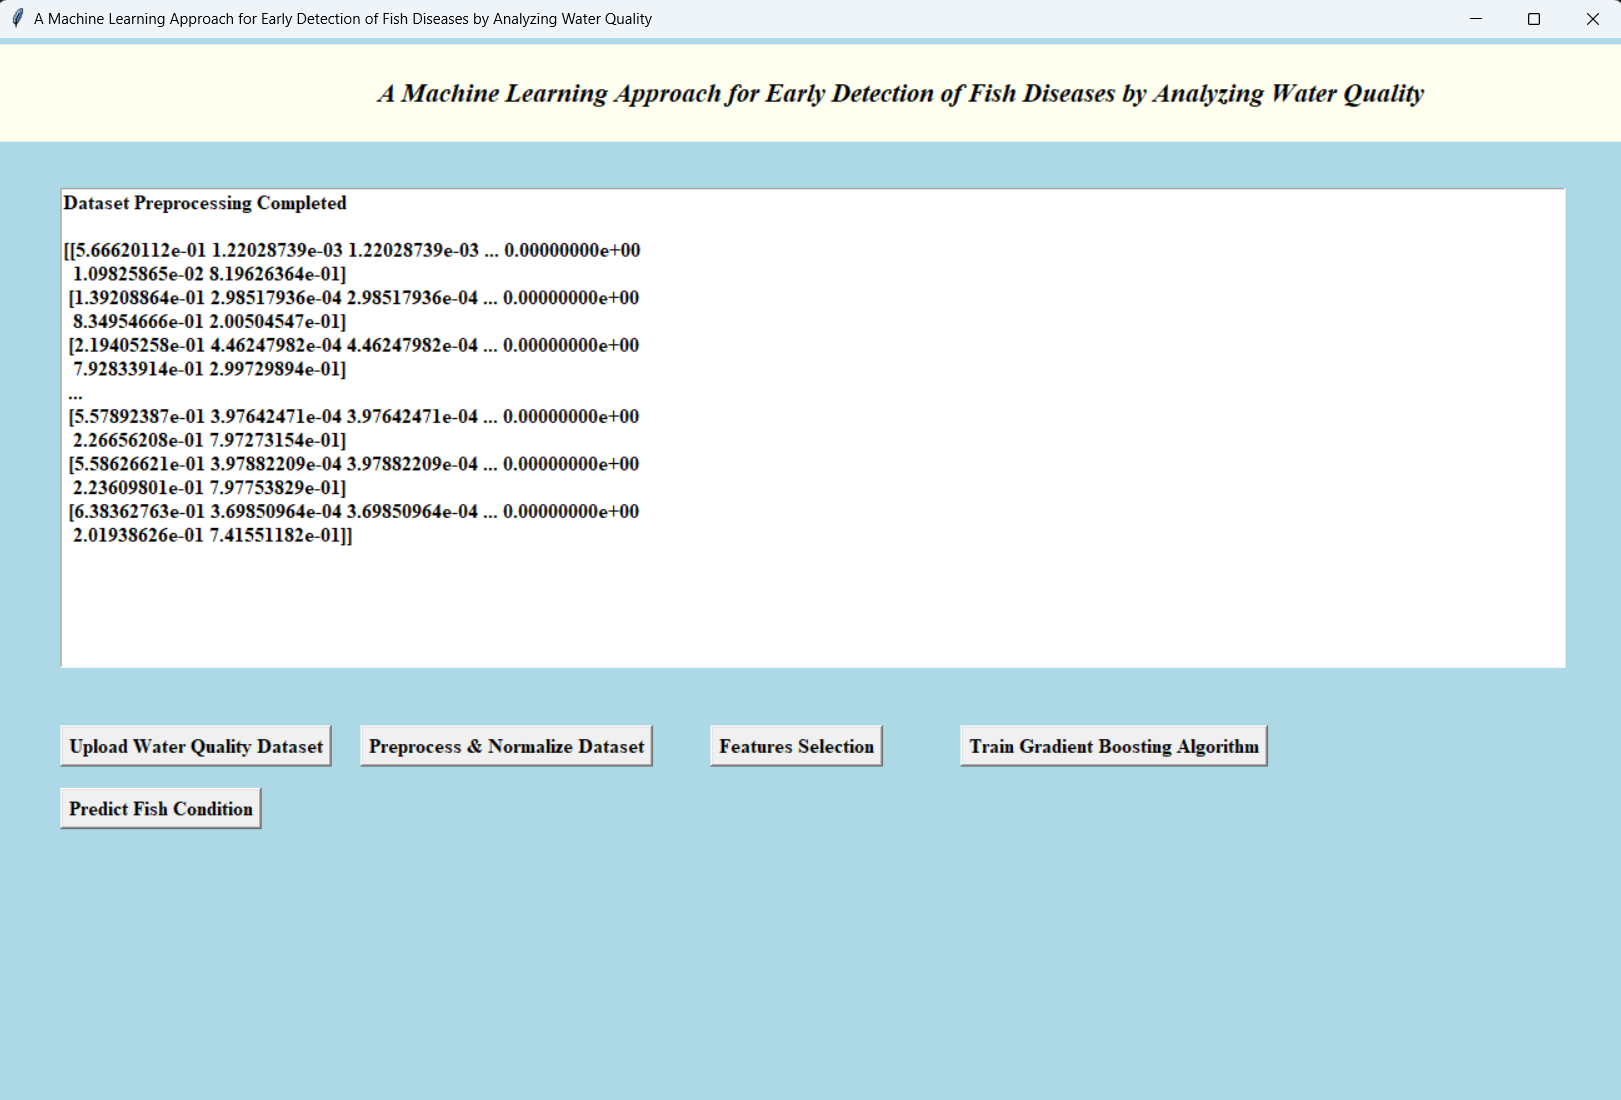 A Machine Learning Approach for Early Detection of Fish Diseases by Analyzing Water Quality
A Machine Learning Approach for Early Detection of Fish Diseases by Analyzing Water Quality
Dataset Preprocessing Completed
[[5.66620112e-01 1.22028739e-03 1.22028739e-03 ... 0.00000000e+00
1.09825865e-02 8.19626364e-01]
[1.39208864e-01 2.98517936e-04 2.98517936e-04 ... 0.00000000e+00
8.34954666e-01 2.00504547e-01]
[2.19405258e-01 4.46247982e-04 4.46247982e-04 ... 0.00000000e+00
7.92833914e-01 2.99729894e-01]
...
[5.57892387e-01 3.97642471e-04 3.97642471e-04 ... 0.00000000e+00
2.26656208e-01 7.97273154e-01]
[5.58626621e-01 3.97882209e-04 3.97882209e-04 ... 0.00000000e+00
2.23609801e-01 7.97753829e-01]
[6.38362763e-01 3.69850964e-04 3.69850964e-04 ... 0.00000000e+00
2.01938626e-01 7.41551182e-01]]
Upload Water Quality Dataset
Preprocess & Normalize Dataset
Features Selection
Train Gradient Boosting Algorithm
Predict Fish Condition